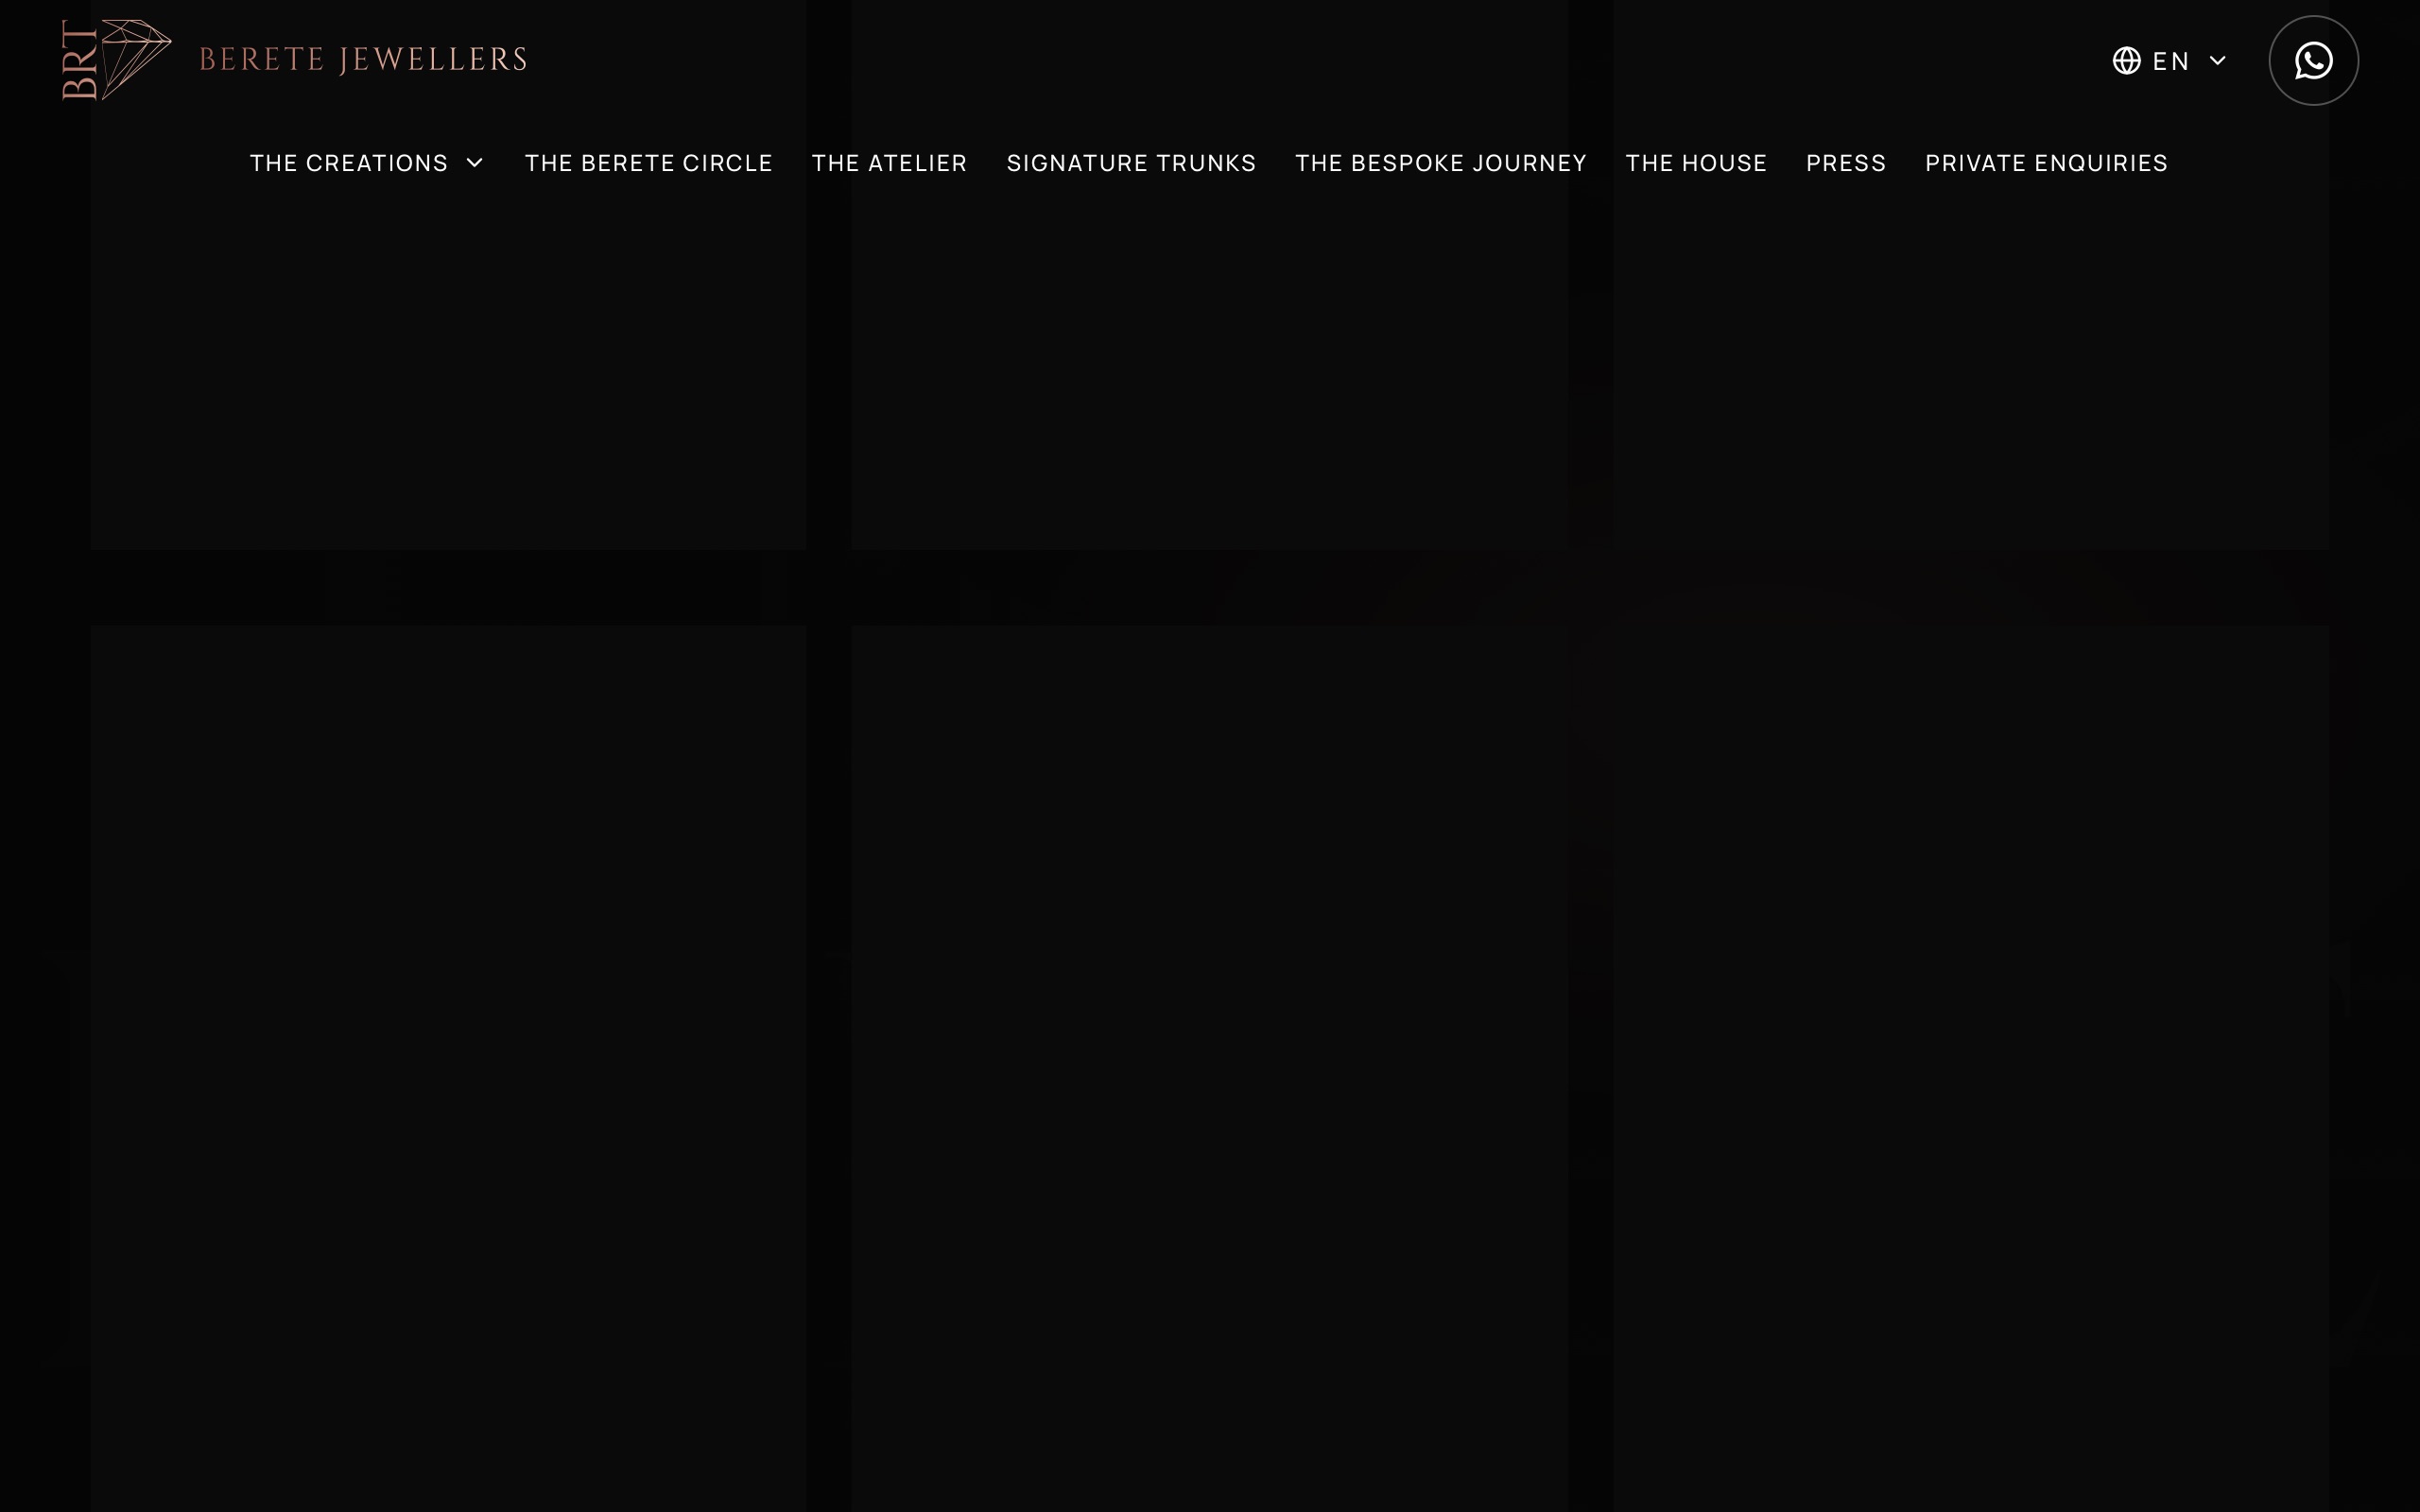 BRT
BERETE JEWELLERS
EN
THE CREATIONS THE BERETE CIRCLE THE ATELIER SIGNATURE TRUNKS THE BESPOKE JOURNEY THE HOUSE PRESS PRIVATE ENQUIRIES